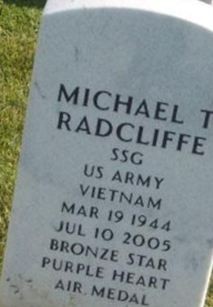 MICHAEL T
RADCLIFFE
SSG
US ARMY
VIETNAM
MAR 19 1944
JUL 10 2005
BRONZE STAR
PURPLE HEART
AIR MEDAL